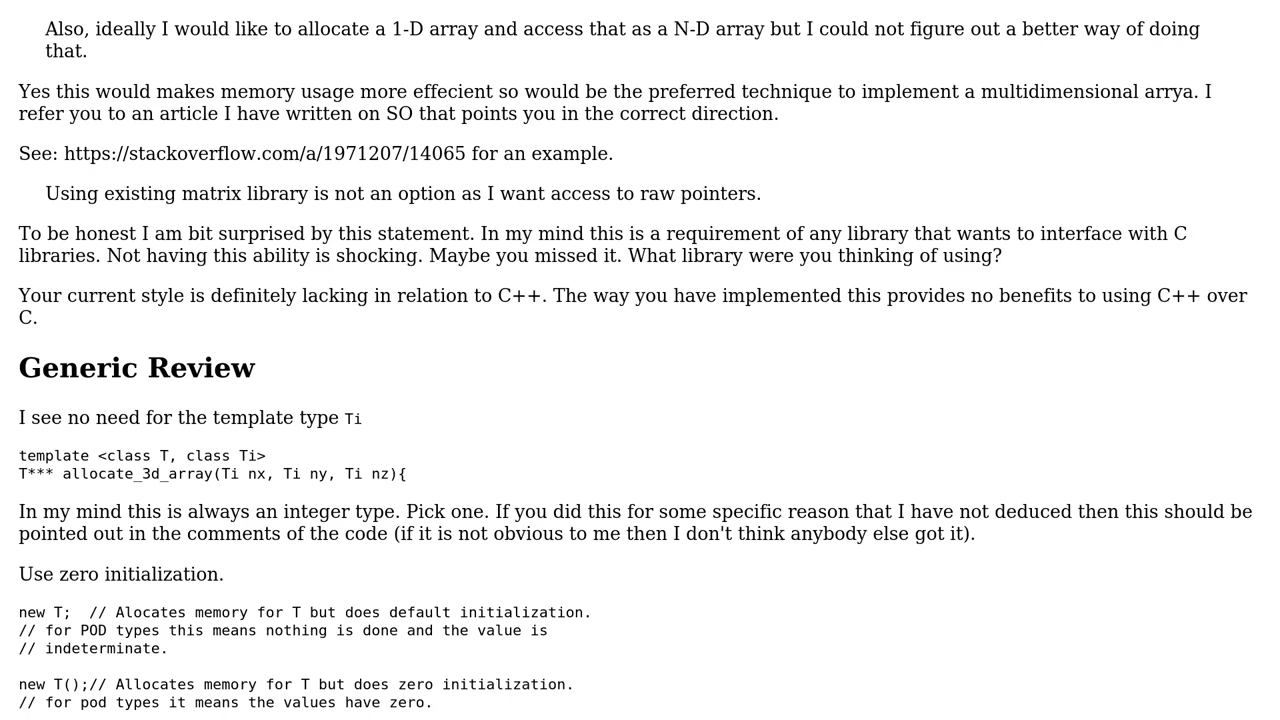 Also, ideally I would like to allocate a 1-D array and access that as a N-D array but I could not figure out a better way of doing
that.
Yes this would makes memory usage more effecient so would be the preferred technique to implement a multidimensional arrya. I
refer you to an article I have written on SO that points you in the correct direction.
See: https://stackoverflow.com/a/1971207/14065 for an example.
Using existing matrix library is not an option as I want access to raw pointers.
To be honest I am bit surprised by this statement. In my mind this is a requirement of any library that wants to interface with C
libraries. Not having this ability is shocking. Maybe you missed it. What library were you thinking of using?
Your current style is definitely lacking in relation to C++. The way you have implemented this provides no benefits to using C++ over
C.
Generic Review
I see no need for the template type Ti
template <class T, class Ti>
T*** allocate_3d_array(Ti nx, Ti ny, Ti nz){
In my mind this is always an integer type. Pick one. If you did this for some specific reason that I have not deduced then this should be
pointed out in the comments of the code (if it is not obvious to me then I don't think anybody else got it).
Use zero initialization.
new T;  // Alocates memory for T but does default initialization.
// for POD types this means nothing is done and the value is
// indeterminate.
new T();// Allocates memory for T but does zero initialization.
// for pod types it means the values have zero.